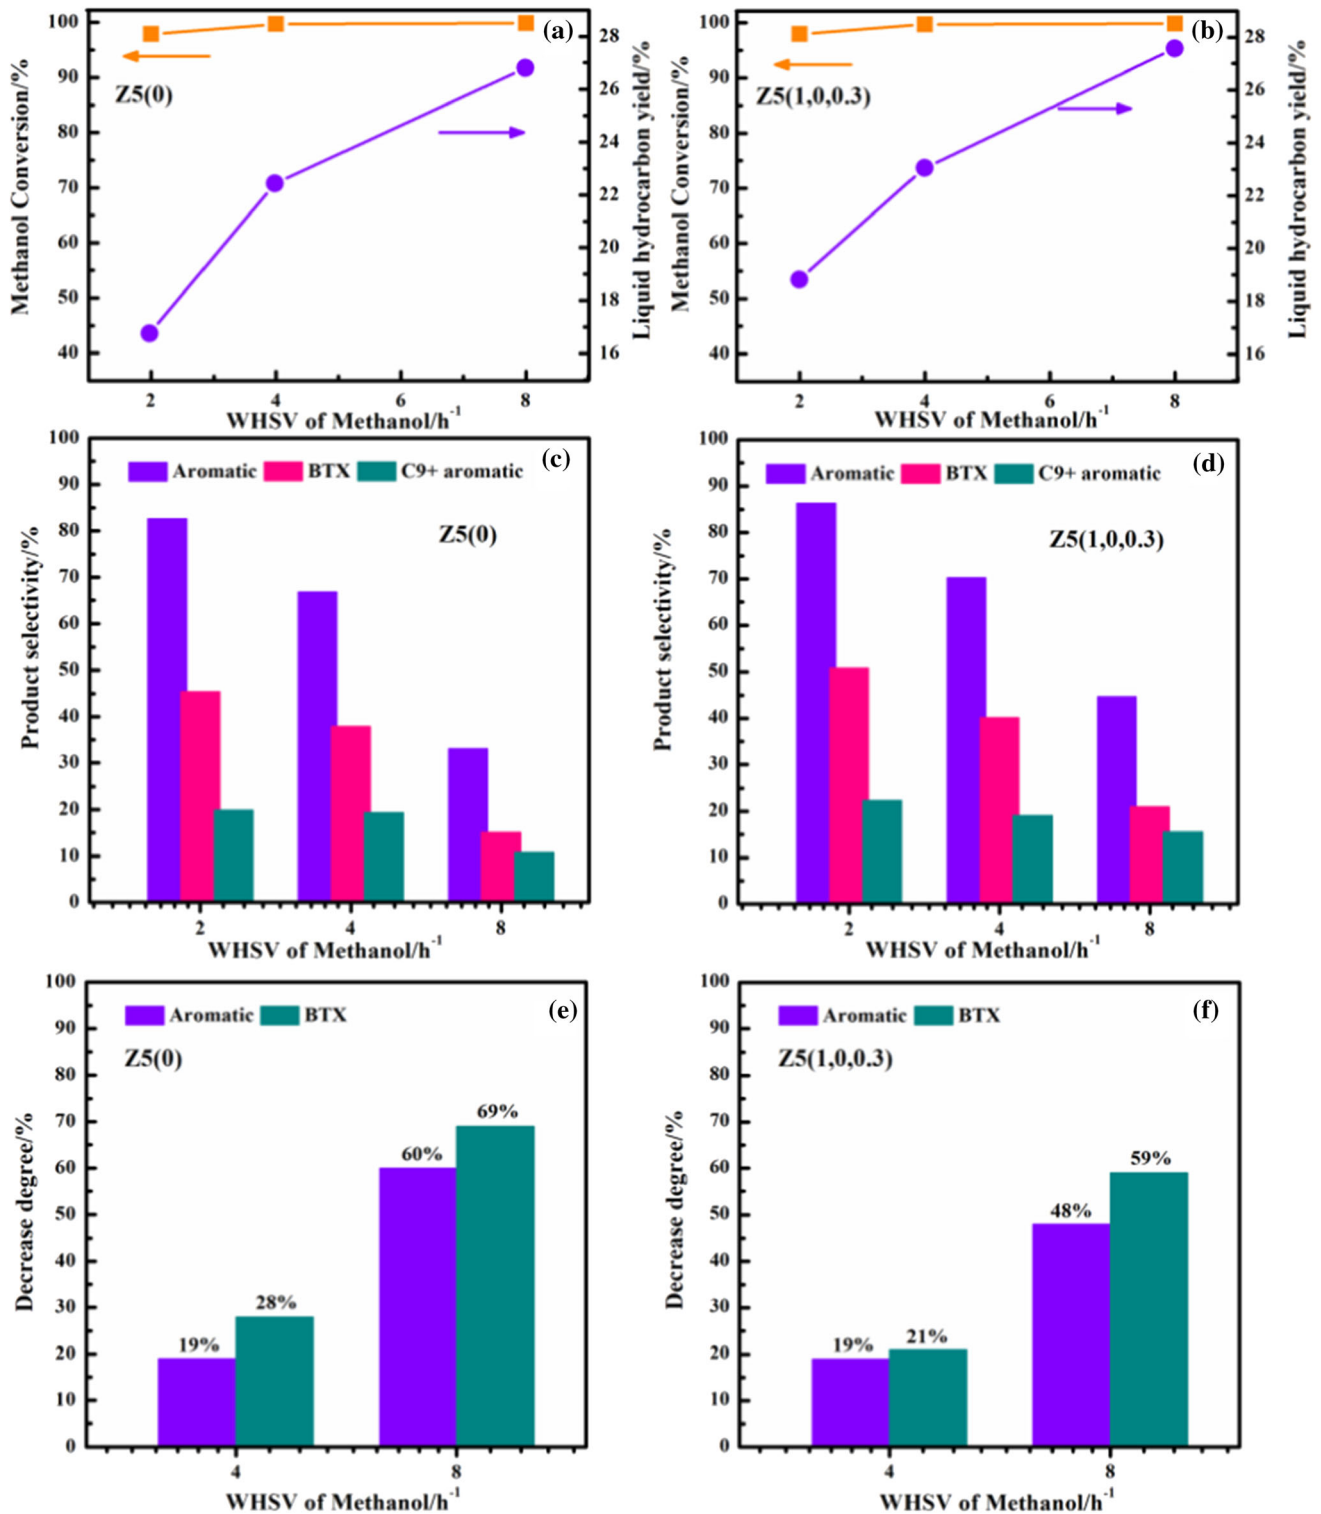 (a)
Z5(0)
Methanol Conversion/%
100
90
80
70
60
50
40
28
26
24
22
20
18
16
Liquid hydrocarbon yield/%
2 4 6 8
WHSV of Methanol/h-1
(b)
Z5(1,0,0.3)
Methanol Conversion/%
100
90
80
70
60
50
40
28
26
24
22
20
18
16
Liquid hydrocarbon yield/%
2 4 6 8
WHSV of Methanol/h-1
(c)
Aromatic BTX C9+ aromatic
Z5(0)
Product selectivity/%
100
90
80
70
60
50
40
30
20
10
0
2 4 8
WHSV of Methanol/h-1
(d)
Aromatic BTX C9+ aromatic
Z5(1,0,0.3)
Product selectivity/%
100
90
80
70
60
50
40
30
20
10
0
2 4 8
WHSV of Methanol/h-1
(e)
Aromatic BTX
Z5(0)
Decrease degree/%
100
90
80
70
60
50
40
30
20
10
0
19% 28% 60% 69%
4 8
WHSV of Methanol/h-1
(f)
Aromatic BTX
Z5(1,0,0.3)
Decrease degree/%
100
90
80
70
60
50
40
30
20
10
0
19% 21% 48% 59%
4 8
WHSV of Methanol/h-1